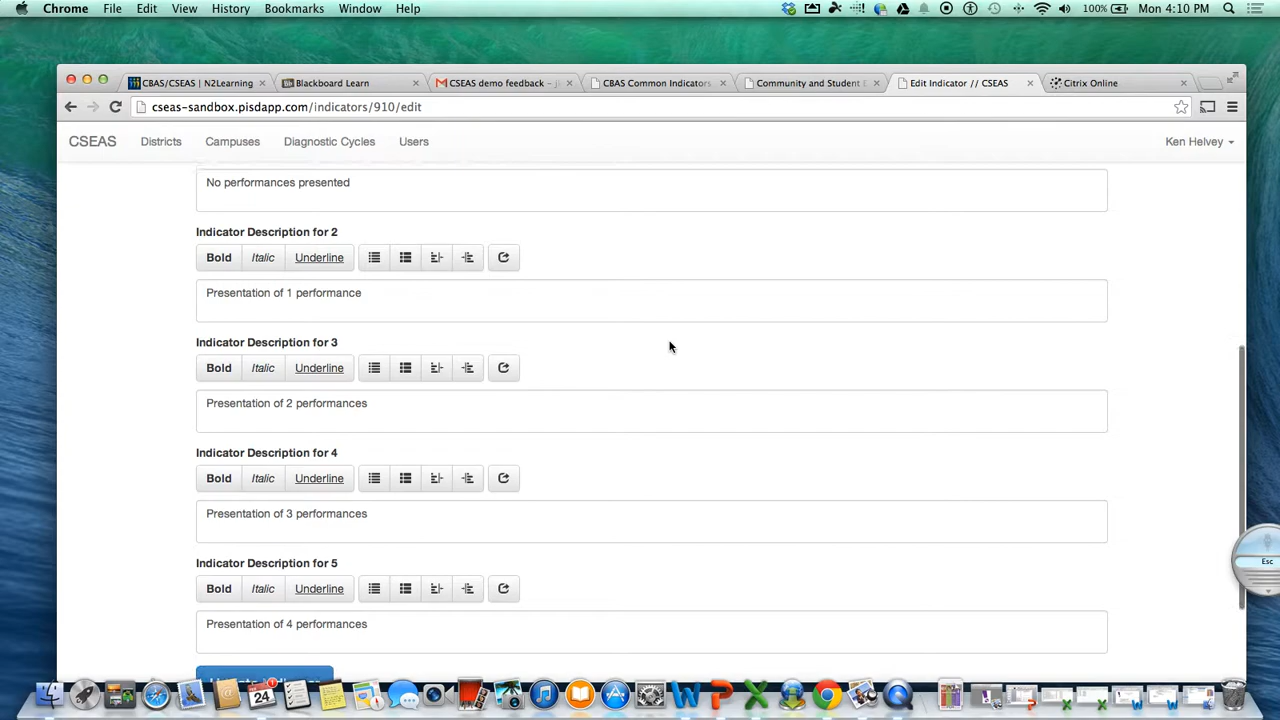 Chrome File Edit View History Bookmarks Window Help 100% Mon 4:10 PM
CBAS/CSEAS | N2Learning Blackboard Learn CSEAS demo feedback CBAS Common Indicators Community and Student E Edit Indicator // CSEAS Citrix Online
cseas-sandbox.pisdapp.com/indicators/910/edit
CSEAS Districts Campuses Diagnostic Cycles Users Ken Helvey
No performances presented
Indicator Description for 2
Bold Italic Underline
Presentation of 1 performance
Indicator Description for 3
Bold Italic Underline
Presentation of 2 performances
Indicator Description for 4
Bold Italic Underline
Presentation of 3 performances
Esc
Indicator Description for 5
Bold Italic Underline
Presentation of 4 performances
24